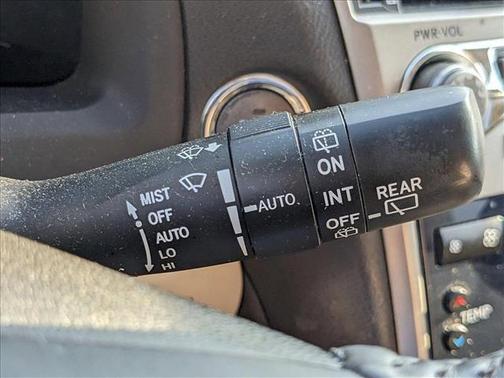 PWR·VOL
MIST
OFF
AUTO
LO
HI
AUTO
ON
INT
OFF
REAR
TEMP